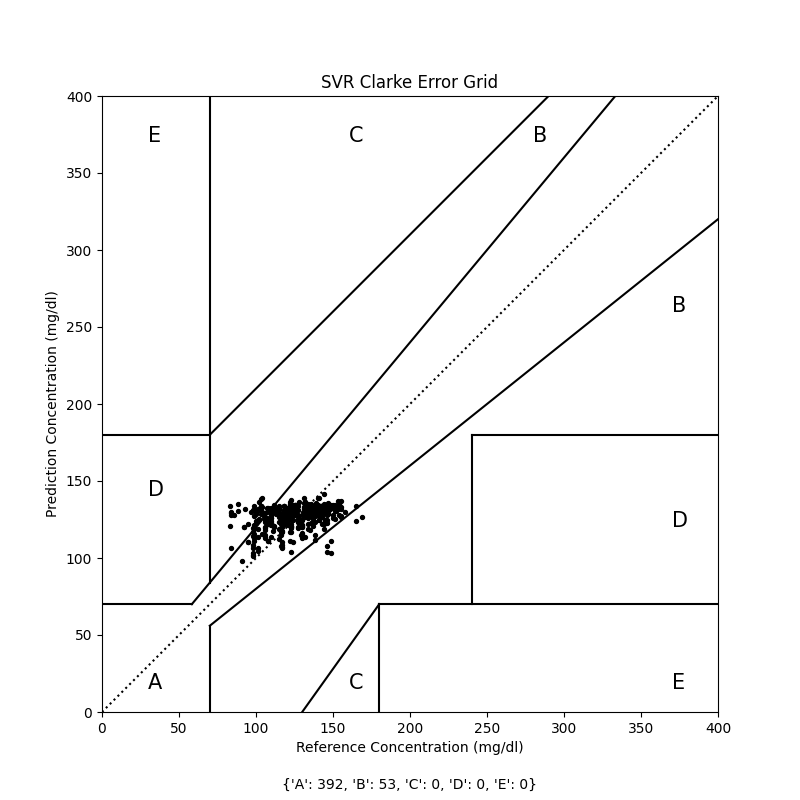 SVR Clarke Error Grid
400
E
C
B
350
300
B
250
200
D
150
D
100
50
A
C
E
0
0 50 100 150 200 250 300 350 400
Prediction Concentration (mg/dl)
Reference Concentration (mg/dl)
{'A': 392, 'B': 53, 'C': 0, 'D': 0, 'E': 0}